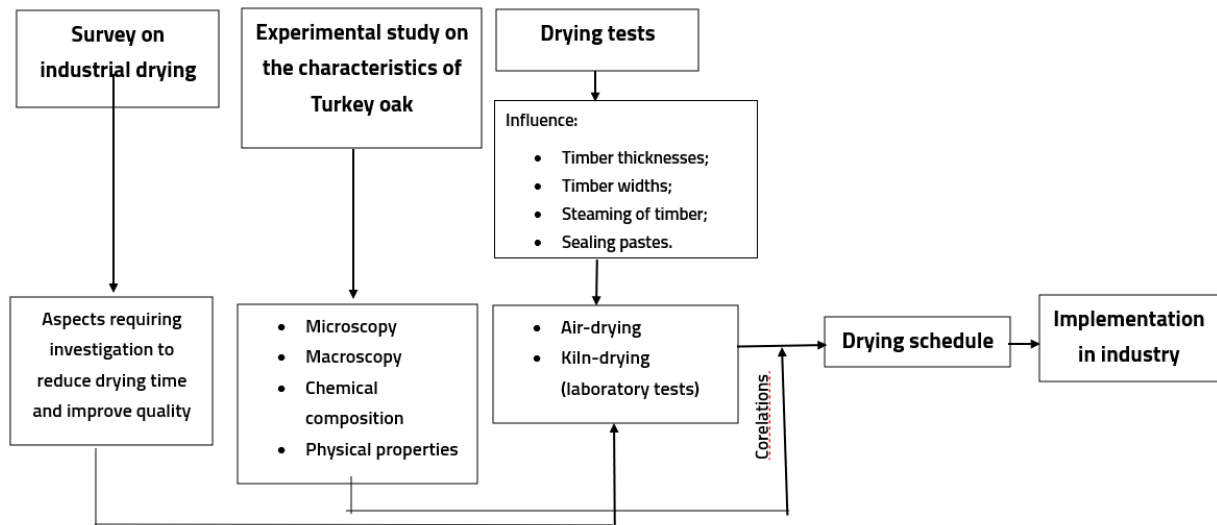 Survey on
industrial drying
Experimental study on
the characteristics of
Turkey oak
Drying tests
Influence:
• Timber thicknesses;
• Timber widths;
• Steaming of timber;
• Sealing pastes.
Aspects requiring
investigation to
reduce drying time
and improve quality
• Microscopy
• Macroscopy
• Chemical
composition
• Physical properties
• Air-drying
• Kiln-drying
(laboratory tests)
Corelations
Drying schedule
Implementation
in industry